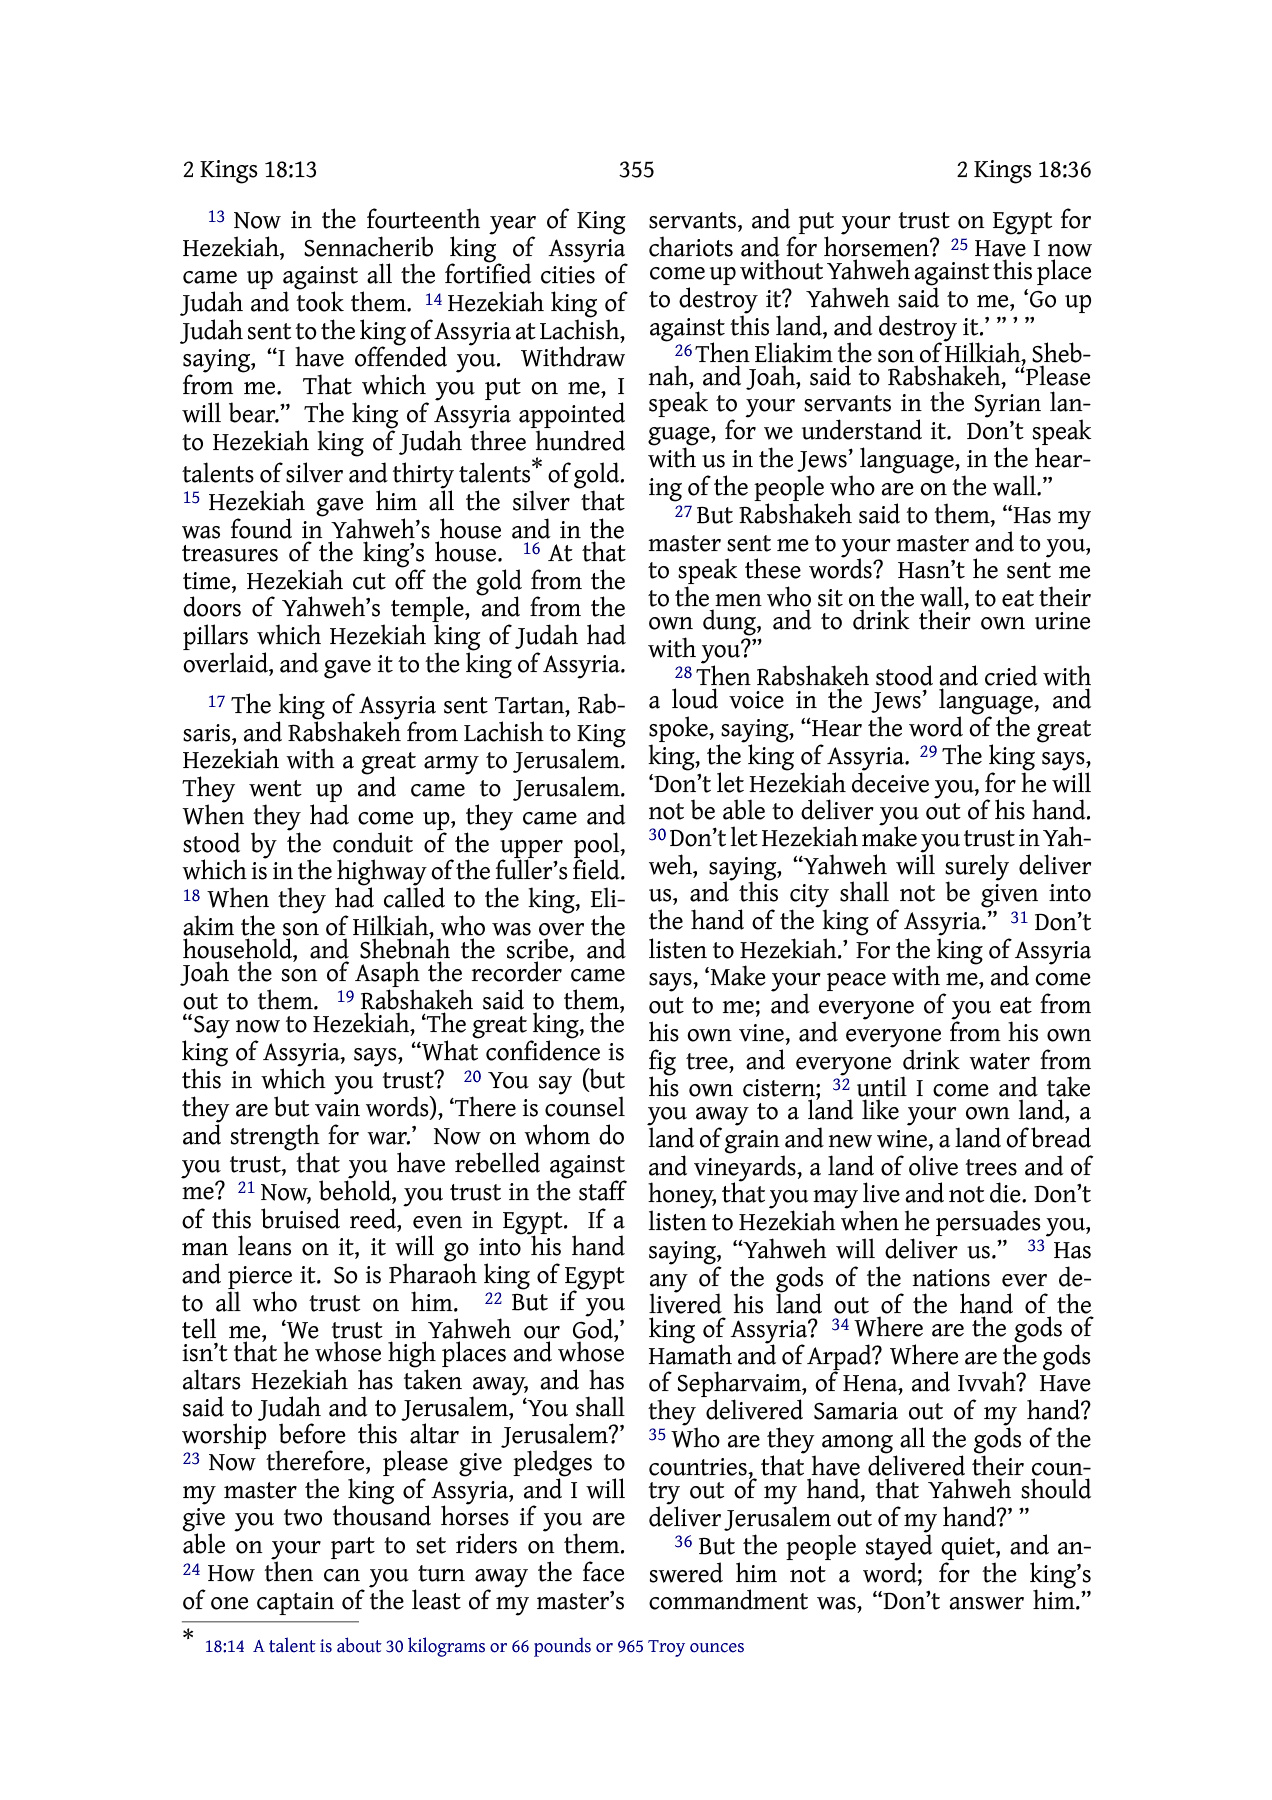 2 Kings 18:13 355 2 Kings 18:36
13 Now in the fourteenth year of King
Hezekiah, Sennacherib king of Assyria
came up against all the fortified cities of
Judah and took them. 14 Hezekiah king of
Judah sent to the king of Assyria at Lachish,
saying, “I have offended you. Withdraw
from me. That which you put on me, I
will bear.” The king of Assyria appointed
to Hezekiah king of Judah three hundred
talents of silver and thirty talents* of gold.
15 Hezekiah gave him all the silver that
was found in Yahweh’s house and in the
treasures of the king’s house. 16 At that
time, Hezekiah cut off the gold from the
doors of Yahweh’s temple, and from the
pillars which Hezekiah king of Judah had
overlaid, and gave it to the king of Assyria.
17 The king of Assyria sent Tartan, Rab-
saris, and Rabshakeh from Lachish to King
Hezekiah with a great army to Jerusalem.
They went up and came to Jerusalem.
When they had come up, they came and
stood by the conduit of the upper pool,
which is in the highway of the fuller’s field.
18 When they had called to the king, Eli-
akim the son of Hilkiah, who was over the
household, and Shebnah the scribe, and
Joah the son of Asaph the recorder came
out to them. 19 Rabshakeh said to them,
“Say now to Hezekiah, ‘The great king, the
king of Assyria, says, “What confidence is
this in which you trust? 20 You say (but
they are but vain words), ‘There is counsel
and strength for war.’ Now on whom do
you trust, that you have rebelled against
me? 21 Now, behold, you trust in the staff
of this bruised reed, even in Egypt. If a
man leans on it, it will go into his hand
and pierce it. So is Pharaoh king of Egypt
to all who trust on him. 22 But if you
tell me, ‘We trust in Yahweh our God,’
isn’t that he whose high places and whose
altars Hezekiah has taken away, and has
said to Judah and to Jerusalem, ‘You shall
worship before this altar in Jerusalem?’
23 Now therefore, please give pledges to
my master the king of Assyria, and I will
give you two thousand horses if you are
able on your part to set riders on them.
24 How then can you turn away the face
of one captain of the least of my master’s
servants, and put your trust on Egypt for
chariots and for horsemen? 25 Have I now
come up without Yahweh against this place
to destroy it? Yahweh said to me, ‘Go up
against this land, and destroy it.’ ” ’ ”
26 Then Eliakim the son of Hilkiah, Sheb-
nah, and Joah, said to Rabshakeh, “Please
speak to your servants in the Syrian lan-
guage, for we understand it. Don’t speak
with us in the Jews’ language, in the hear-
ing of the people who are on the wall.”
27 But Rabshakeh said to them, “Has my
master sent me to your master and to you,
to speak these words? Hasn’t he sent me
to the men who sit on the wall, to eat their
own dung, and to drink their own urine
with you?”
28 Then Rabshakeh stood and cried with
a loud voice in the Jews’ language, and
spoke, saying, “Hear the word of the great
king, the king of Assyria. 29 The king says,
‘Don’t let Hezekiah deceive you, for he will
not be able to deliver you out of his hand.
30 Don’t let Hezekiah make you trust in Yah-
weh, saying, “Yahweh will surely deliver
us, and this city shall not be given into
the hand of the king of Assyria.” 31 Don’t
listen to Hezekiah.’ For the king of Assyria
says, ‘Make your peace with me, and come
out to me; and everyone of you eat from
his own vine, and everyone from his own
fig tree, and everyone drink water from
his own cistern; 32 until I come and take
you away to a land like your own land, a
land of grain and new wine, a land of bread
and vineyards, a land of olive trees and of
honey, that you may live and not die. Don’t
listen to Hezekiah when he persuades you,
saying, “Yahweh will deliver us.” 33 Has
any of the gods of the nations ever de-
livered his land out of the hand of the
king of Assyria? 34 Where are the gods of
Hamath and of Arpad? Where are the gods
of Sepharvaim, of Hena, and Ivvah? Have
they delivered Samaria out of my hand?
35 Who are they among all the gods of the
countries, that have delivered their coun-
try out of my hand, that Yahweh should
deliver Jerusalem out of my hand?’ ”
36 But the people stayed quiet, and an-
swered him not a word; for the king’s
commandment was, “Don’t answer him.”
* 18:14 A talent is about 30 kilograms or 66 pounds or 965 Troy ounces